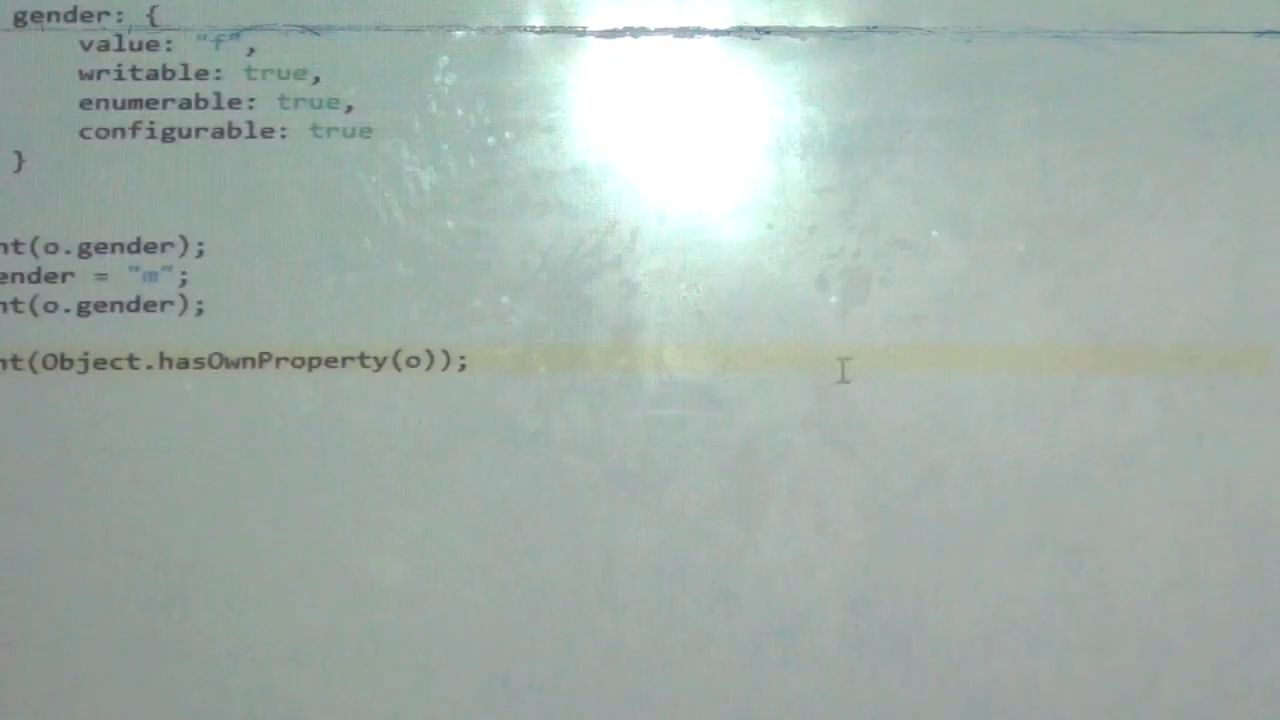 gender: {
value: "f",
writable: true,
enumerable: true,
configurable: true
}
nt(o.gender);
ender = "m";
nt(o.gender);
nt(Object.hasOwnProperty(o));